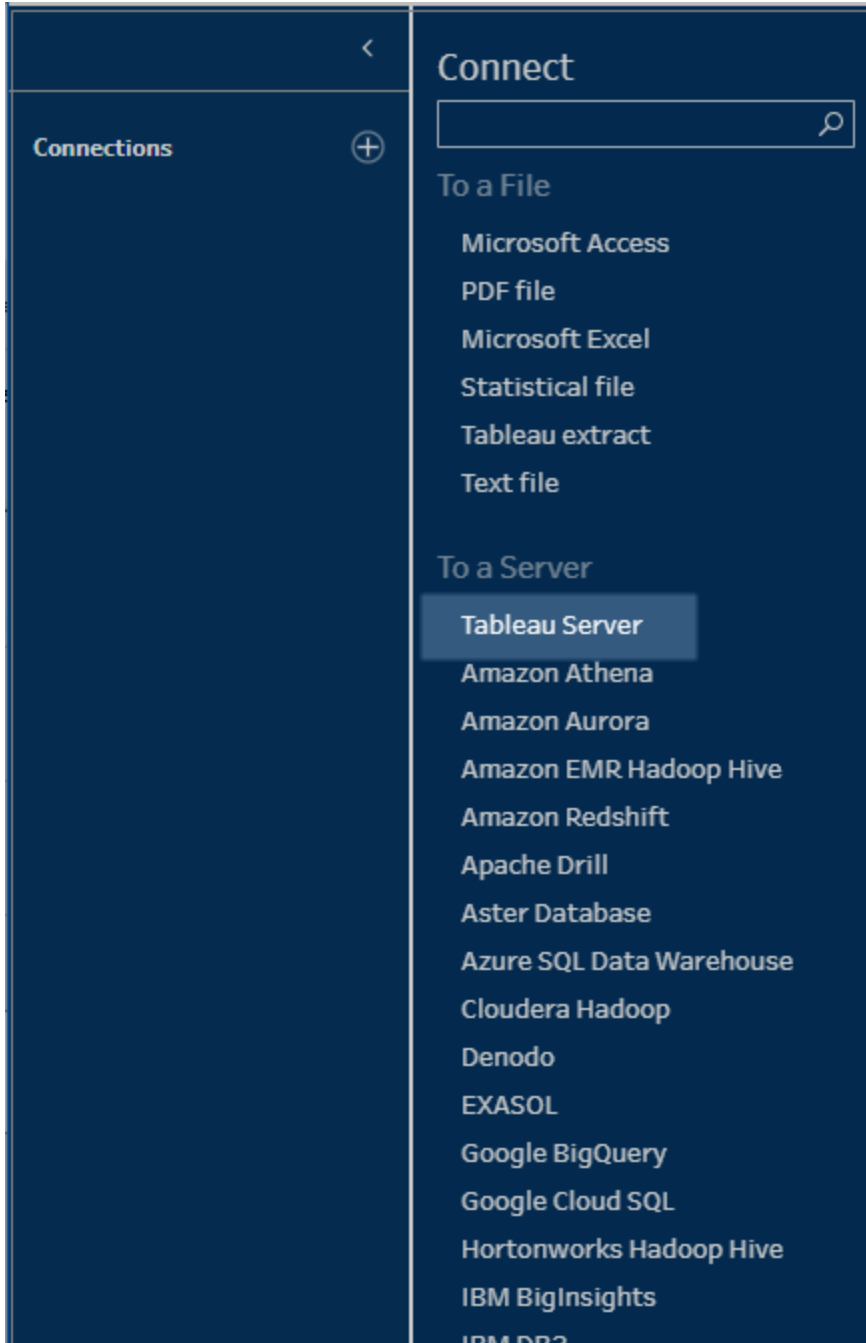 Connections
Connect
To a File
Microsoft Access
PDF file
Microsoft Excel
Statistical file
Tableau extract
Text file
To a Server
Tableau Server
Amazon Athena
Amazon Aurora
Amazon EMR Hadoop Hive
Amazon Redshift
Apache Drill
Aster Database
Azure SQL Data Warehouse
Cloudera Hadoop
Denodo
EXASOL
Google BigQuery
Google Cloud SQL
Hortonworks Hadoop Hive
IBM BigInsights
IBM DB2